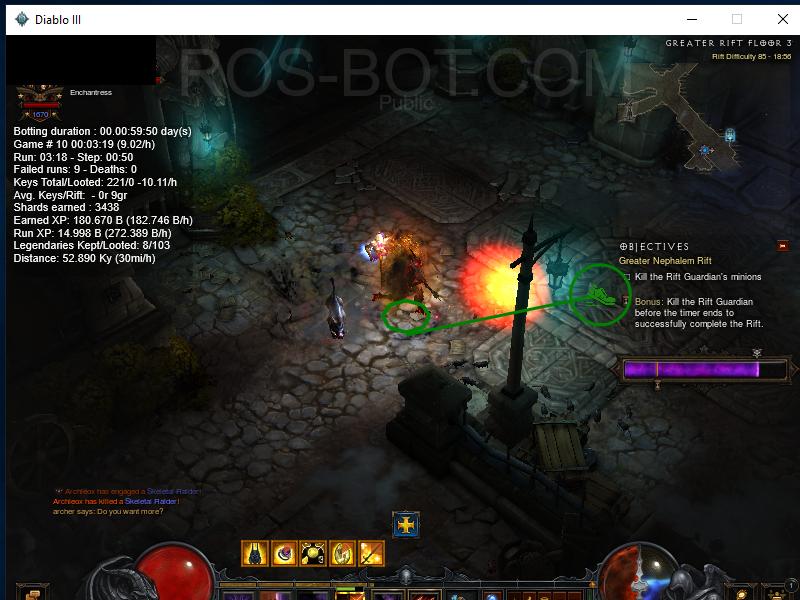 Diablo III
GREATER RIFT FLOOR 3
Rift Difficulty 85 - 18:56
ROS-BOT.COM
Public
Enchantress
1670
Botting duration : 00.00:59:50 day(s)
Game # 10 00:03:19 (9.02/h)
Run: 03:18 - Step: 00:50
Failed runs: 9 - Deaths: 0
Keys Total/Looted: 221/0 -10.11/h
Avg. Keys/Rift:  - 0r 9gr
Shards earned : 3438
Earned XP: 180.670 B (182.746 B/h)
Run XP: 14.998 B (272.389 B/h)
Legendaries Kept/Looted: 8/103
Distance: 52.890 Ky (30mi/h)
OBJECTIVES
Greater Nephalem Rift
Kill the Rift Guardian's minions
Bonus: Kill the Rift Guardian
before the timer ends to
successfully complete the Rift.
Archleox has engaged a Skeletal Raider!
Archleox has killed a Skeletal Raider!
archer says: Do you want more?
3
1